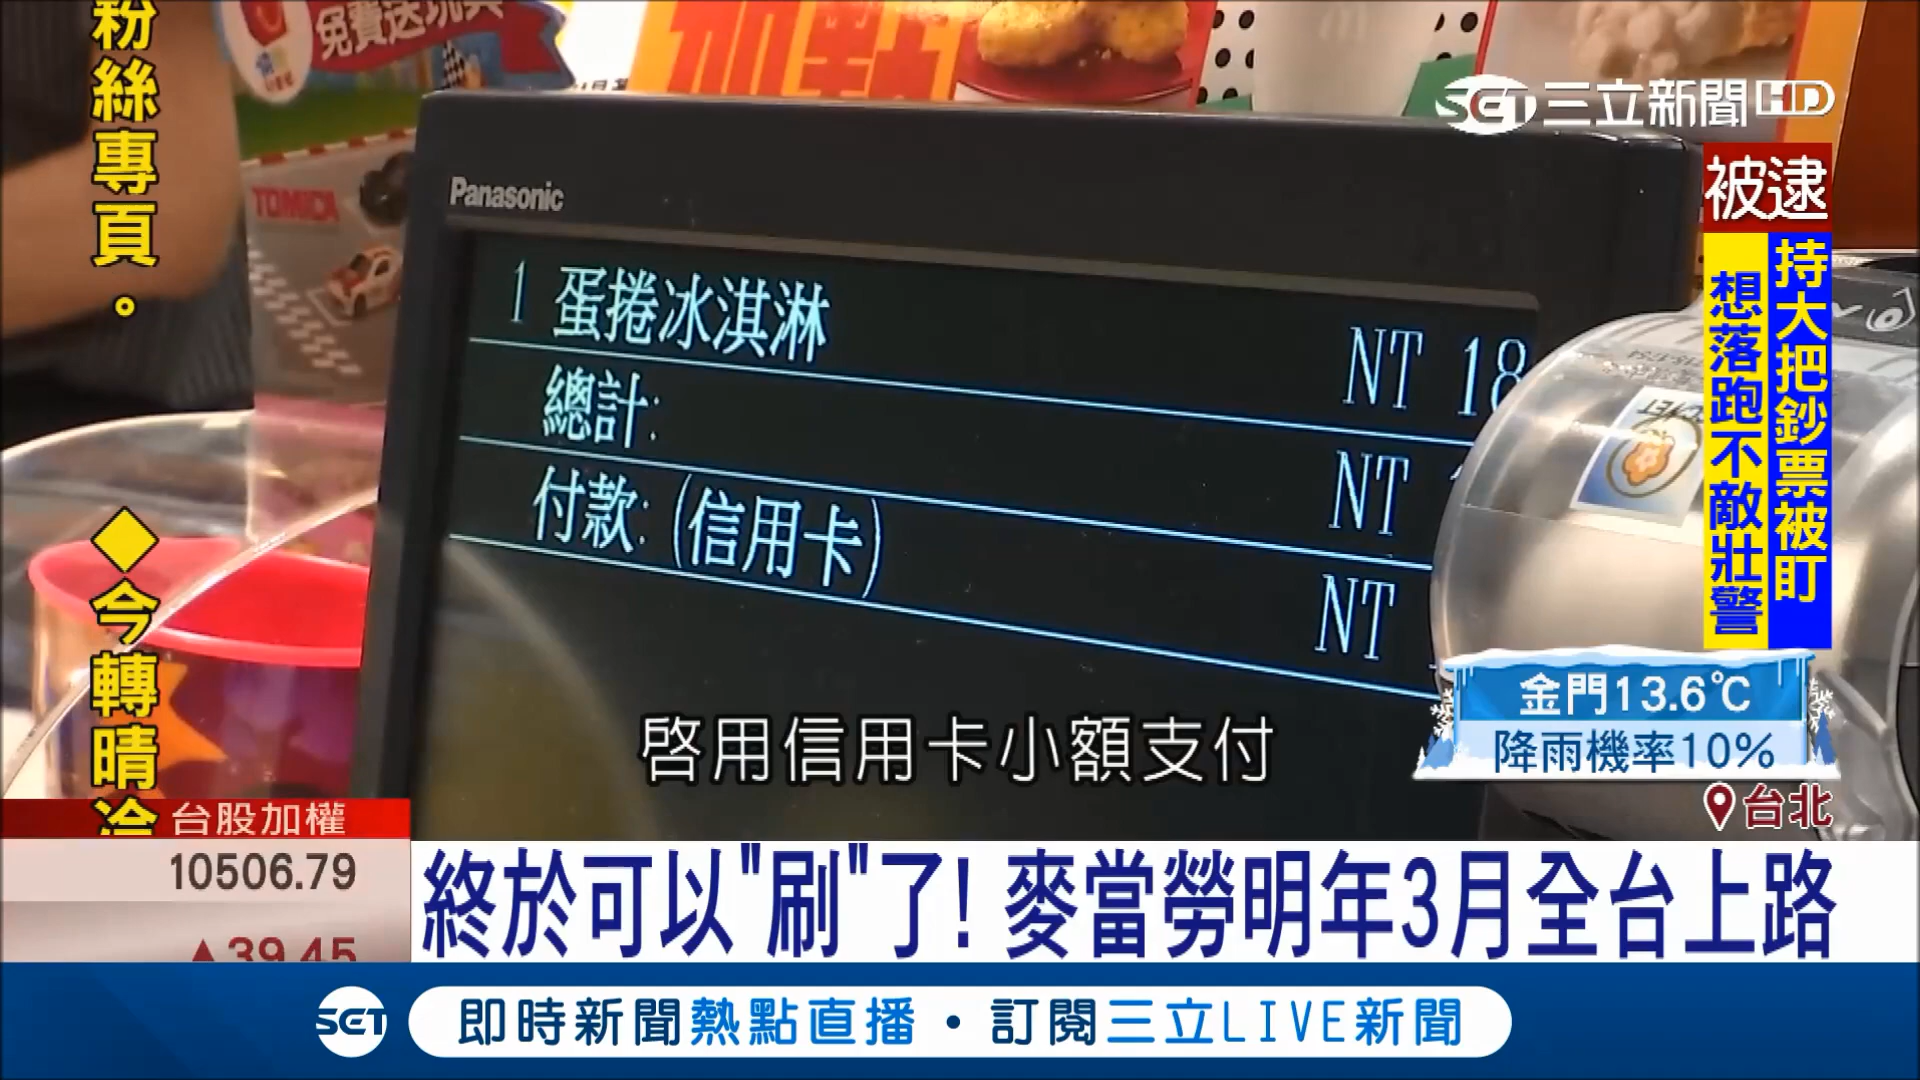 粉絲專頁。
◆今轉晴冷
免費送玩具
加點
SET三立新聞HD
TOMICA
Panasonic
1 蛋捲冰淇淋 NT 18
總計: NT
付款: (信用卡) NT
被逮
持大把鈔票被盯
想落跑不敵壯警
金門13.6℃
降雨機率10%
台北
啓用信用卡小額支付
台股加權
10506.79
▲39.45
終於可以"刷"了! 麥當勞明年3月全台上路
SET
即時新聞熱點直播・訂閱三立LIVE新聞